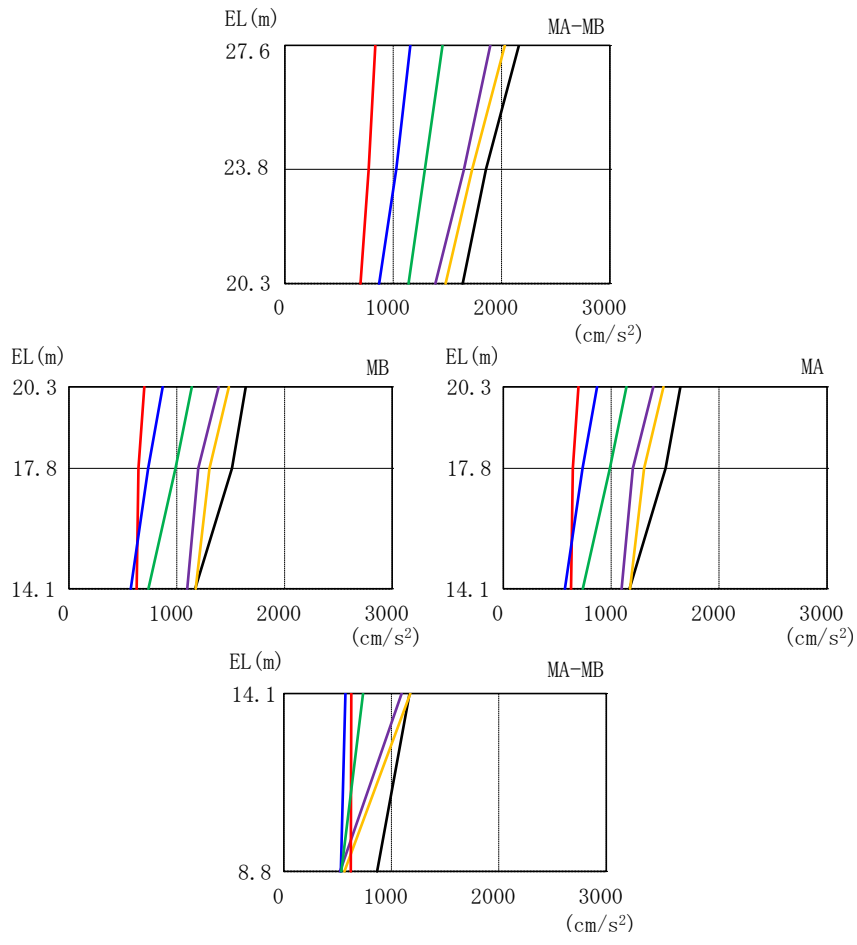 EL(m) MA-MB
27.6
23.8
20.3
0 1000 2000 3000
(cm/s²)
EL(m) MB
20.3
17.8
14.1
0 1000 2000 3000
(cm/s²)
EL(m) MA
20.3
17.8
14.1
0 1000 2000 3000
(cm/s²)
EL(m) MA-MB
14.1
8.8
0 1000 2000 3000
(cm/s²)